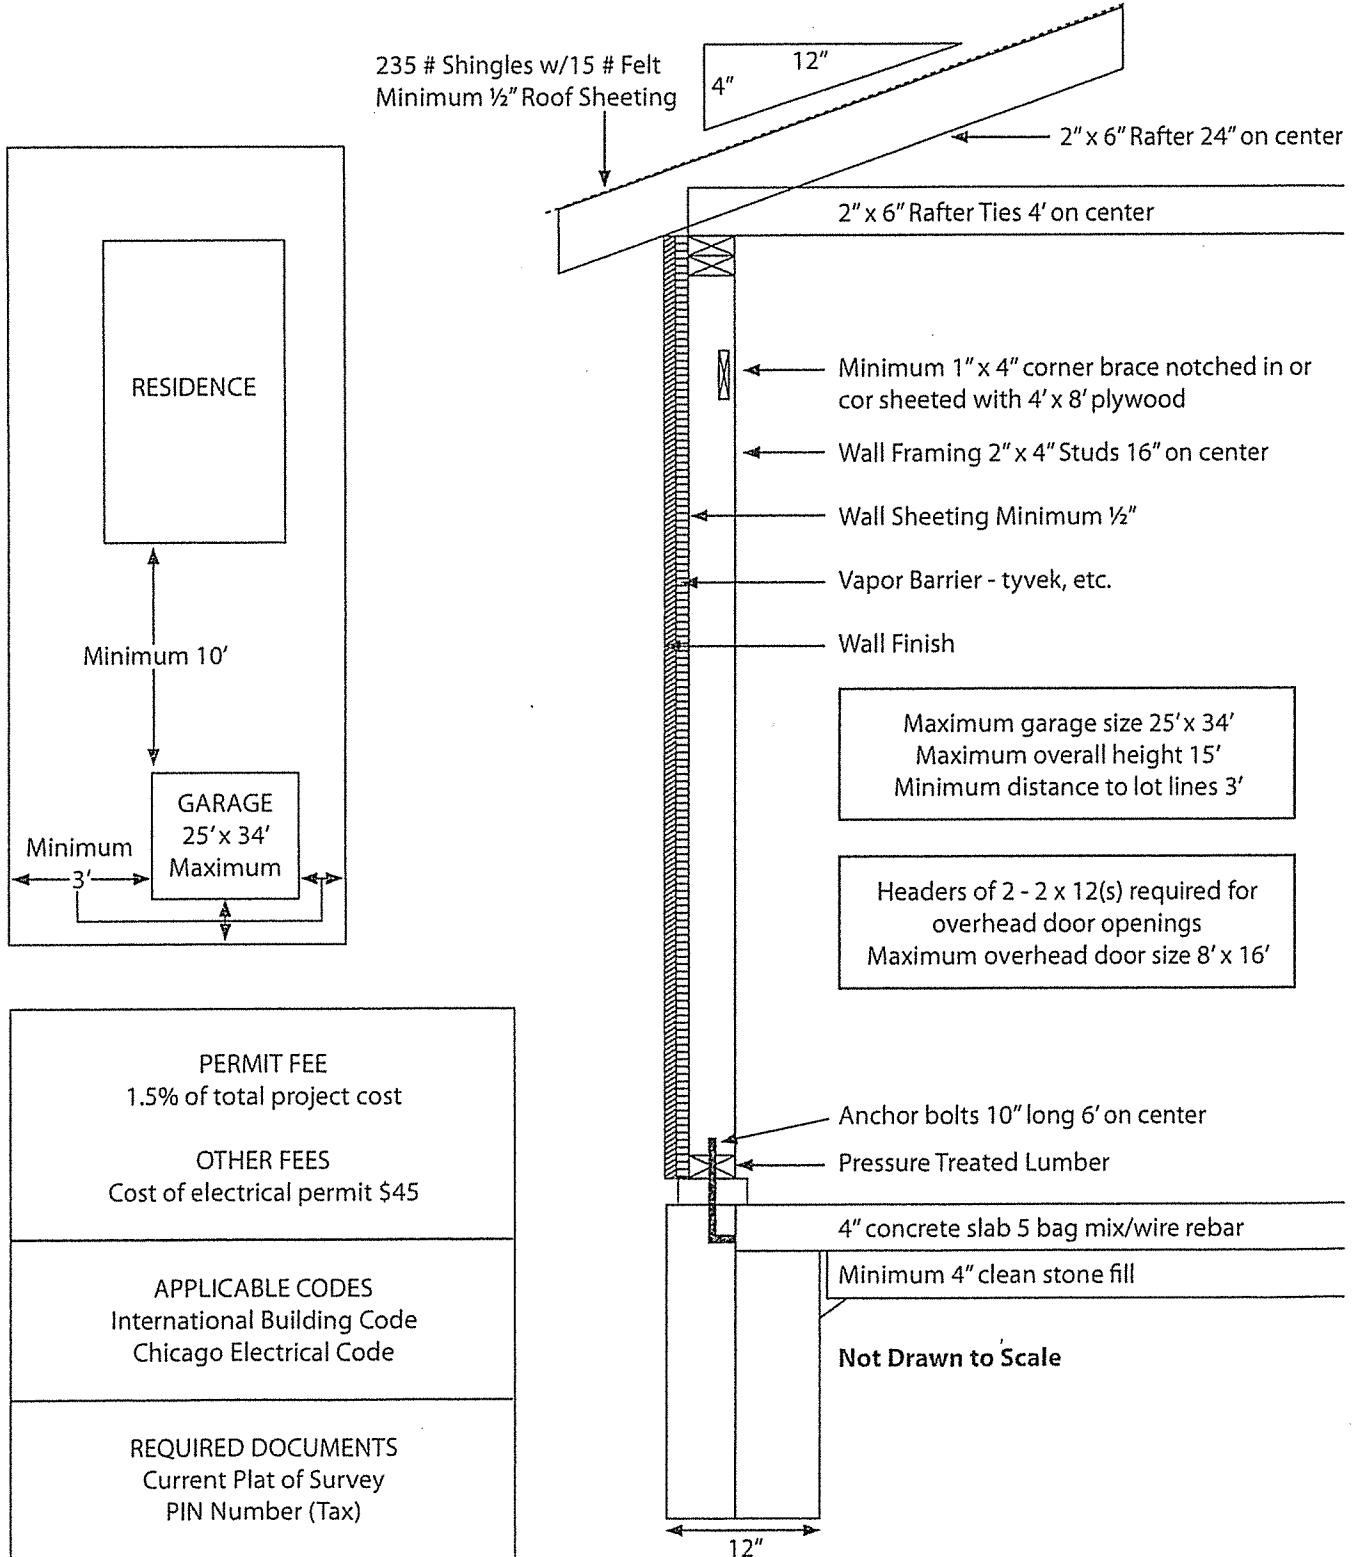 235 # Shingles w/15 # Felt
Minimum ½" Roof Sheeting
12"
4"
2" x 6" Rafter 24" on center
2" x 6" Rafter Ties 4' on center
RESIDENCE
Minimum 10'
GARAGE
25' x 34'
Maximum
Minimum
3'
Minimum 1" x 4" corner brace notched in or
cor sheeted with 4' x 8' plywood
Wall Framing 2" x 4" Studs 16" on center
Wall Sheeting Minimum ½"
Vapor Barrier - tyvek, etc.
Wall Finish
Maximum garage size 25' x 34'
Maximum overall height 15'
Minimum distance to lot lines 3'
Headers of 2 - 2 x 12(s) required for
overhead door openings
Maximum overhead door size 8' x 16'
Anchor bolts 10" long 6' on center
Pressure Treated Lumber
4" concrete slab 5 bag mix/wire rebar
Minimum 4" clean stone fill
Not Drawn to Scale
12"
PERMIT FEE
1.5% of total project cost
OTHER FEES
Cost of electrical permit $45
APPLICABLE CODES
International Building Code
Chicago Electrical Code
REQUIRED DOCUMENTS
Current Plat of Survey
PIN Number (Tax)